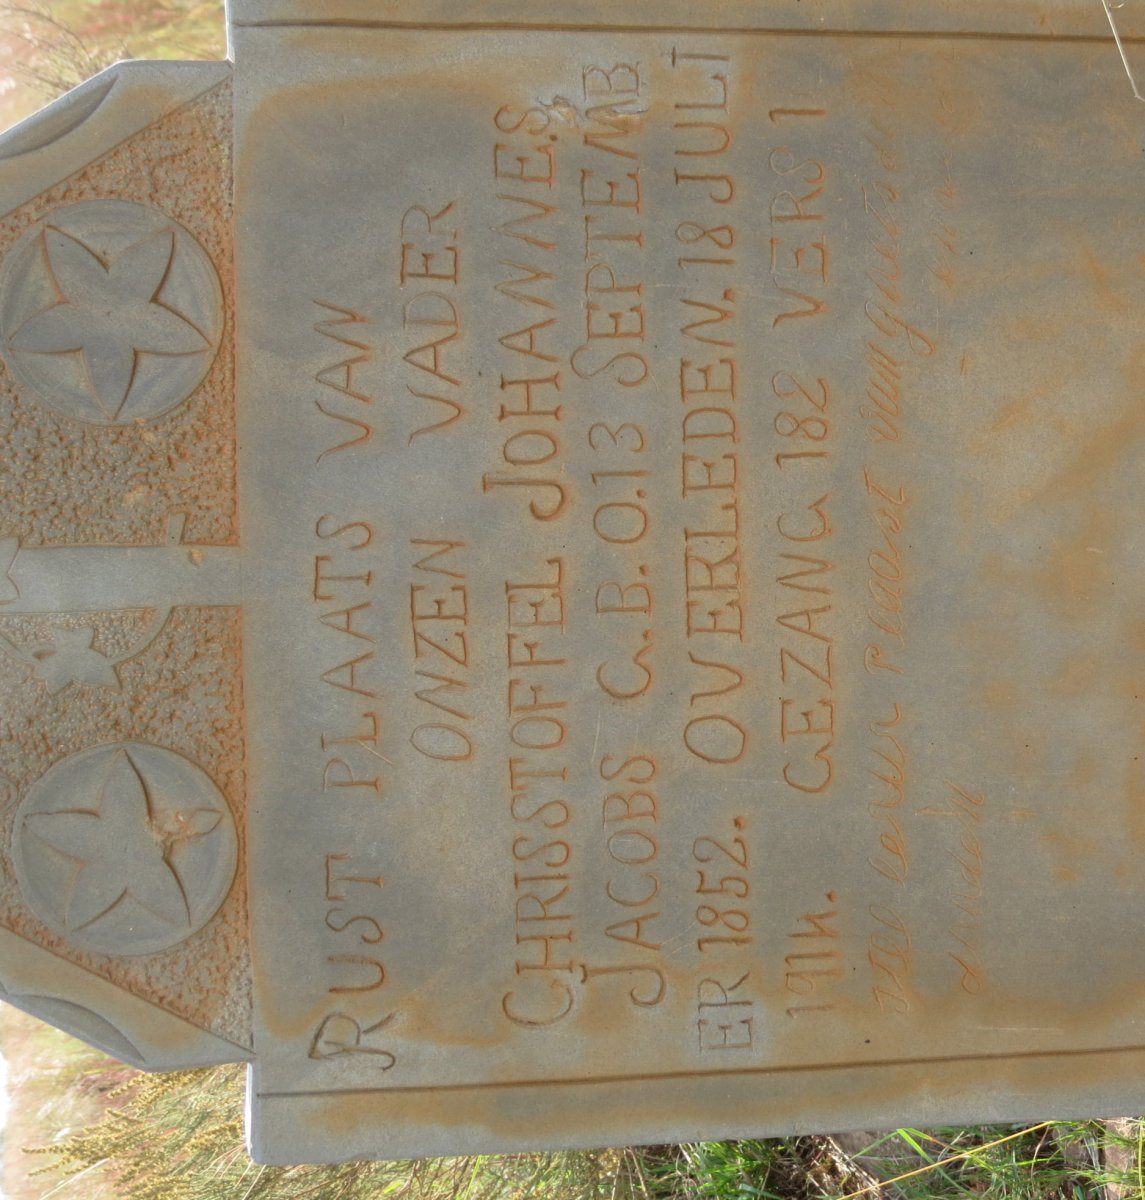 RUST PLAATS VAN
ONZEN VADER
CHRISSTOFFEL JOHANNES
JACOBS G.B.O.13 SEPTEMB
ER 1852. OVERLEDEN.18 JULI
1914. GEZANG 182 VERS 1